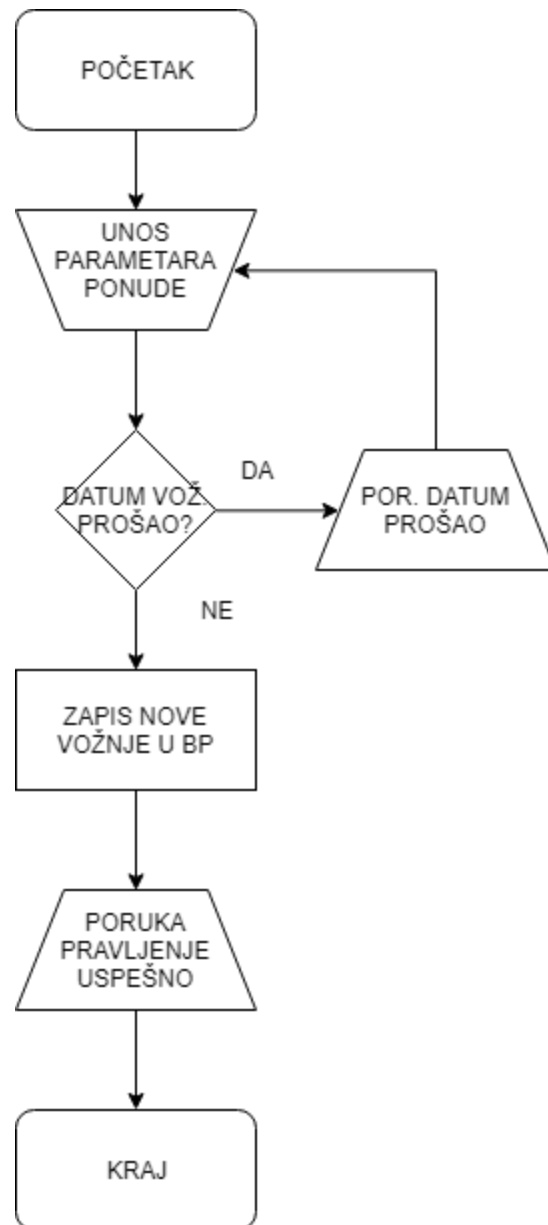 POČETAK
UNOS
PARAMETARA
PONUDE
DATUM VOŽ.
PROŠAO?
DA
POR. DATUM
PROŠAO
NE
ZAPIS NOVE
VOŽNJE U BP
PORUKA
PRAVLJENJE
USPEŠNO
KRAJ